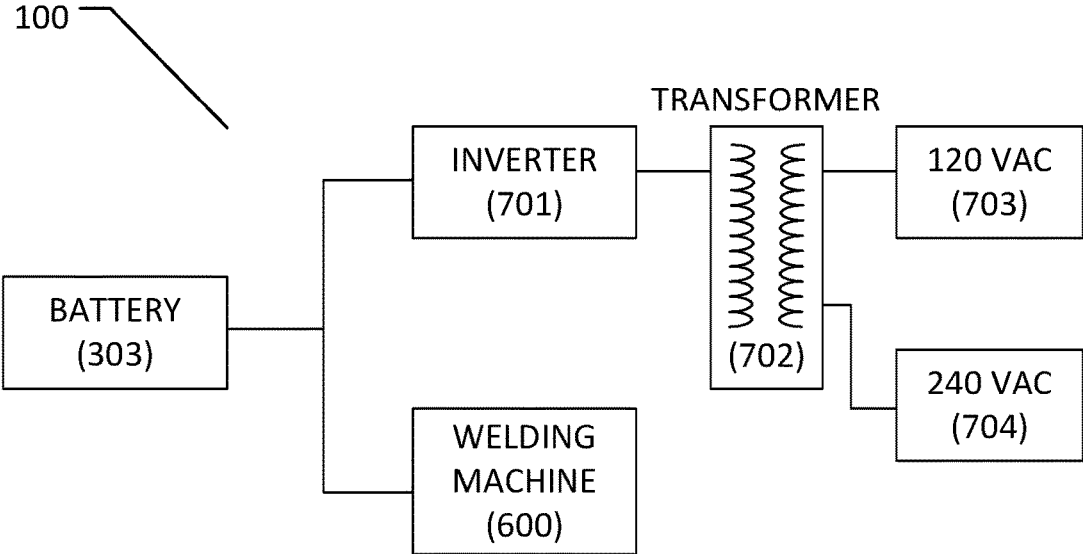 100
TRANSFORMER
INVERTER
(701)
120 VAC
(703)
BATTERY
(303)
(702)
240 VAC
(704)
WELDING
MACHINE
(600)